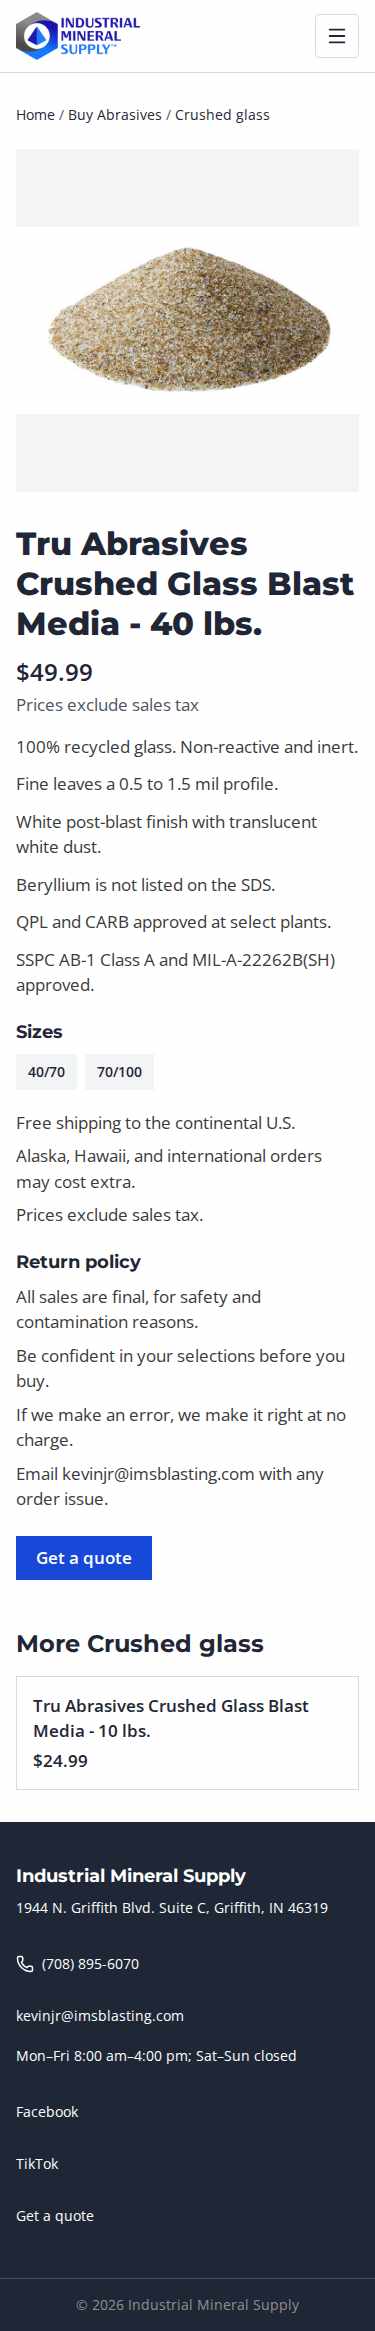 INDUSTRIAL
MINERAL
SUPPLY™
Home / Buy Abrasives / Crushed glass
Tru Abrasives
Crushed Glass Blast
Media - 40 lbs.
$49.99
Prices exclude sales tax
100% recycled glass. Non-reactive and inert.
Fine leaves a 0.5 to 1.5 mil profile.
White post-blast finish with translucent
white dust.
Beryllium is not listed on the SDS.
QPL and CARB approved at select plants.
SSPC AB-1 Class A and MIL-A-22262B(SH)
approved.
Sizes
40/70 70/100
Free shipping to the continental U.S.
Alaska, Hawaii, and international orders
may cost extra.
Prices exclude sales tax.
Return policy
All sales are final, for safety and
contamination reasons.
Be confident in your selections before you
buy.
If we make an error, we make it right at no
charge.
Email kevinjr@imsblasting.com with any
order issue.
Get a quote
More Crushed glass
Tru Abrasives Crushed Glass Blast
Media - 10 lbs.
$24.99
Industrial Mineral Supply
1944 N. Griffith Blvd. Suite C, Griffith, IN 46319
(708) 895-6070
kevinjr@imsblasting.com
Mon–Fri 8:00 am–4:00 pm; Sat–Sun closed
Facebook
TikTok
Get a quote
© 2026 Industrial Mineral Supply